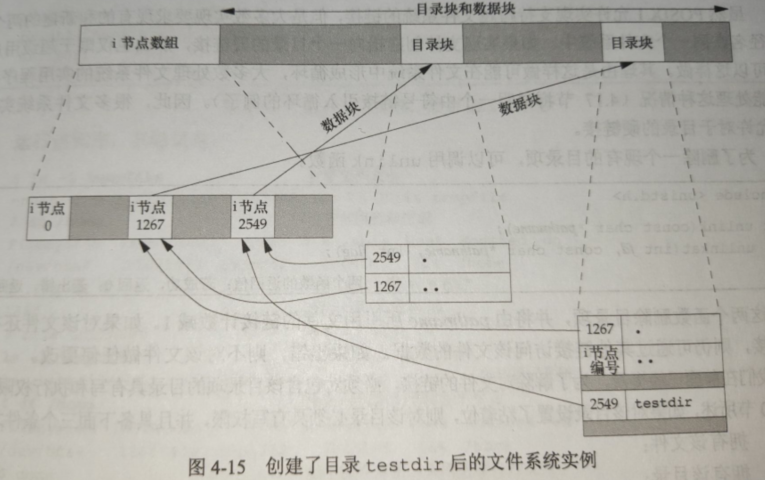 目录块和数据块
i 节点数组
目录块
目录块
数据块
数据块
i 节点
0
i 节点
1267
i 节点
2549
2549 .
1267 ..
1267 .
i节点
编号 ..
2549 testdir
图 4-15 创建了目录 testdir 后的文件系统实例